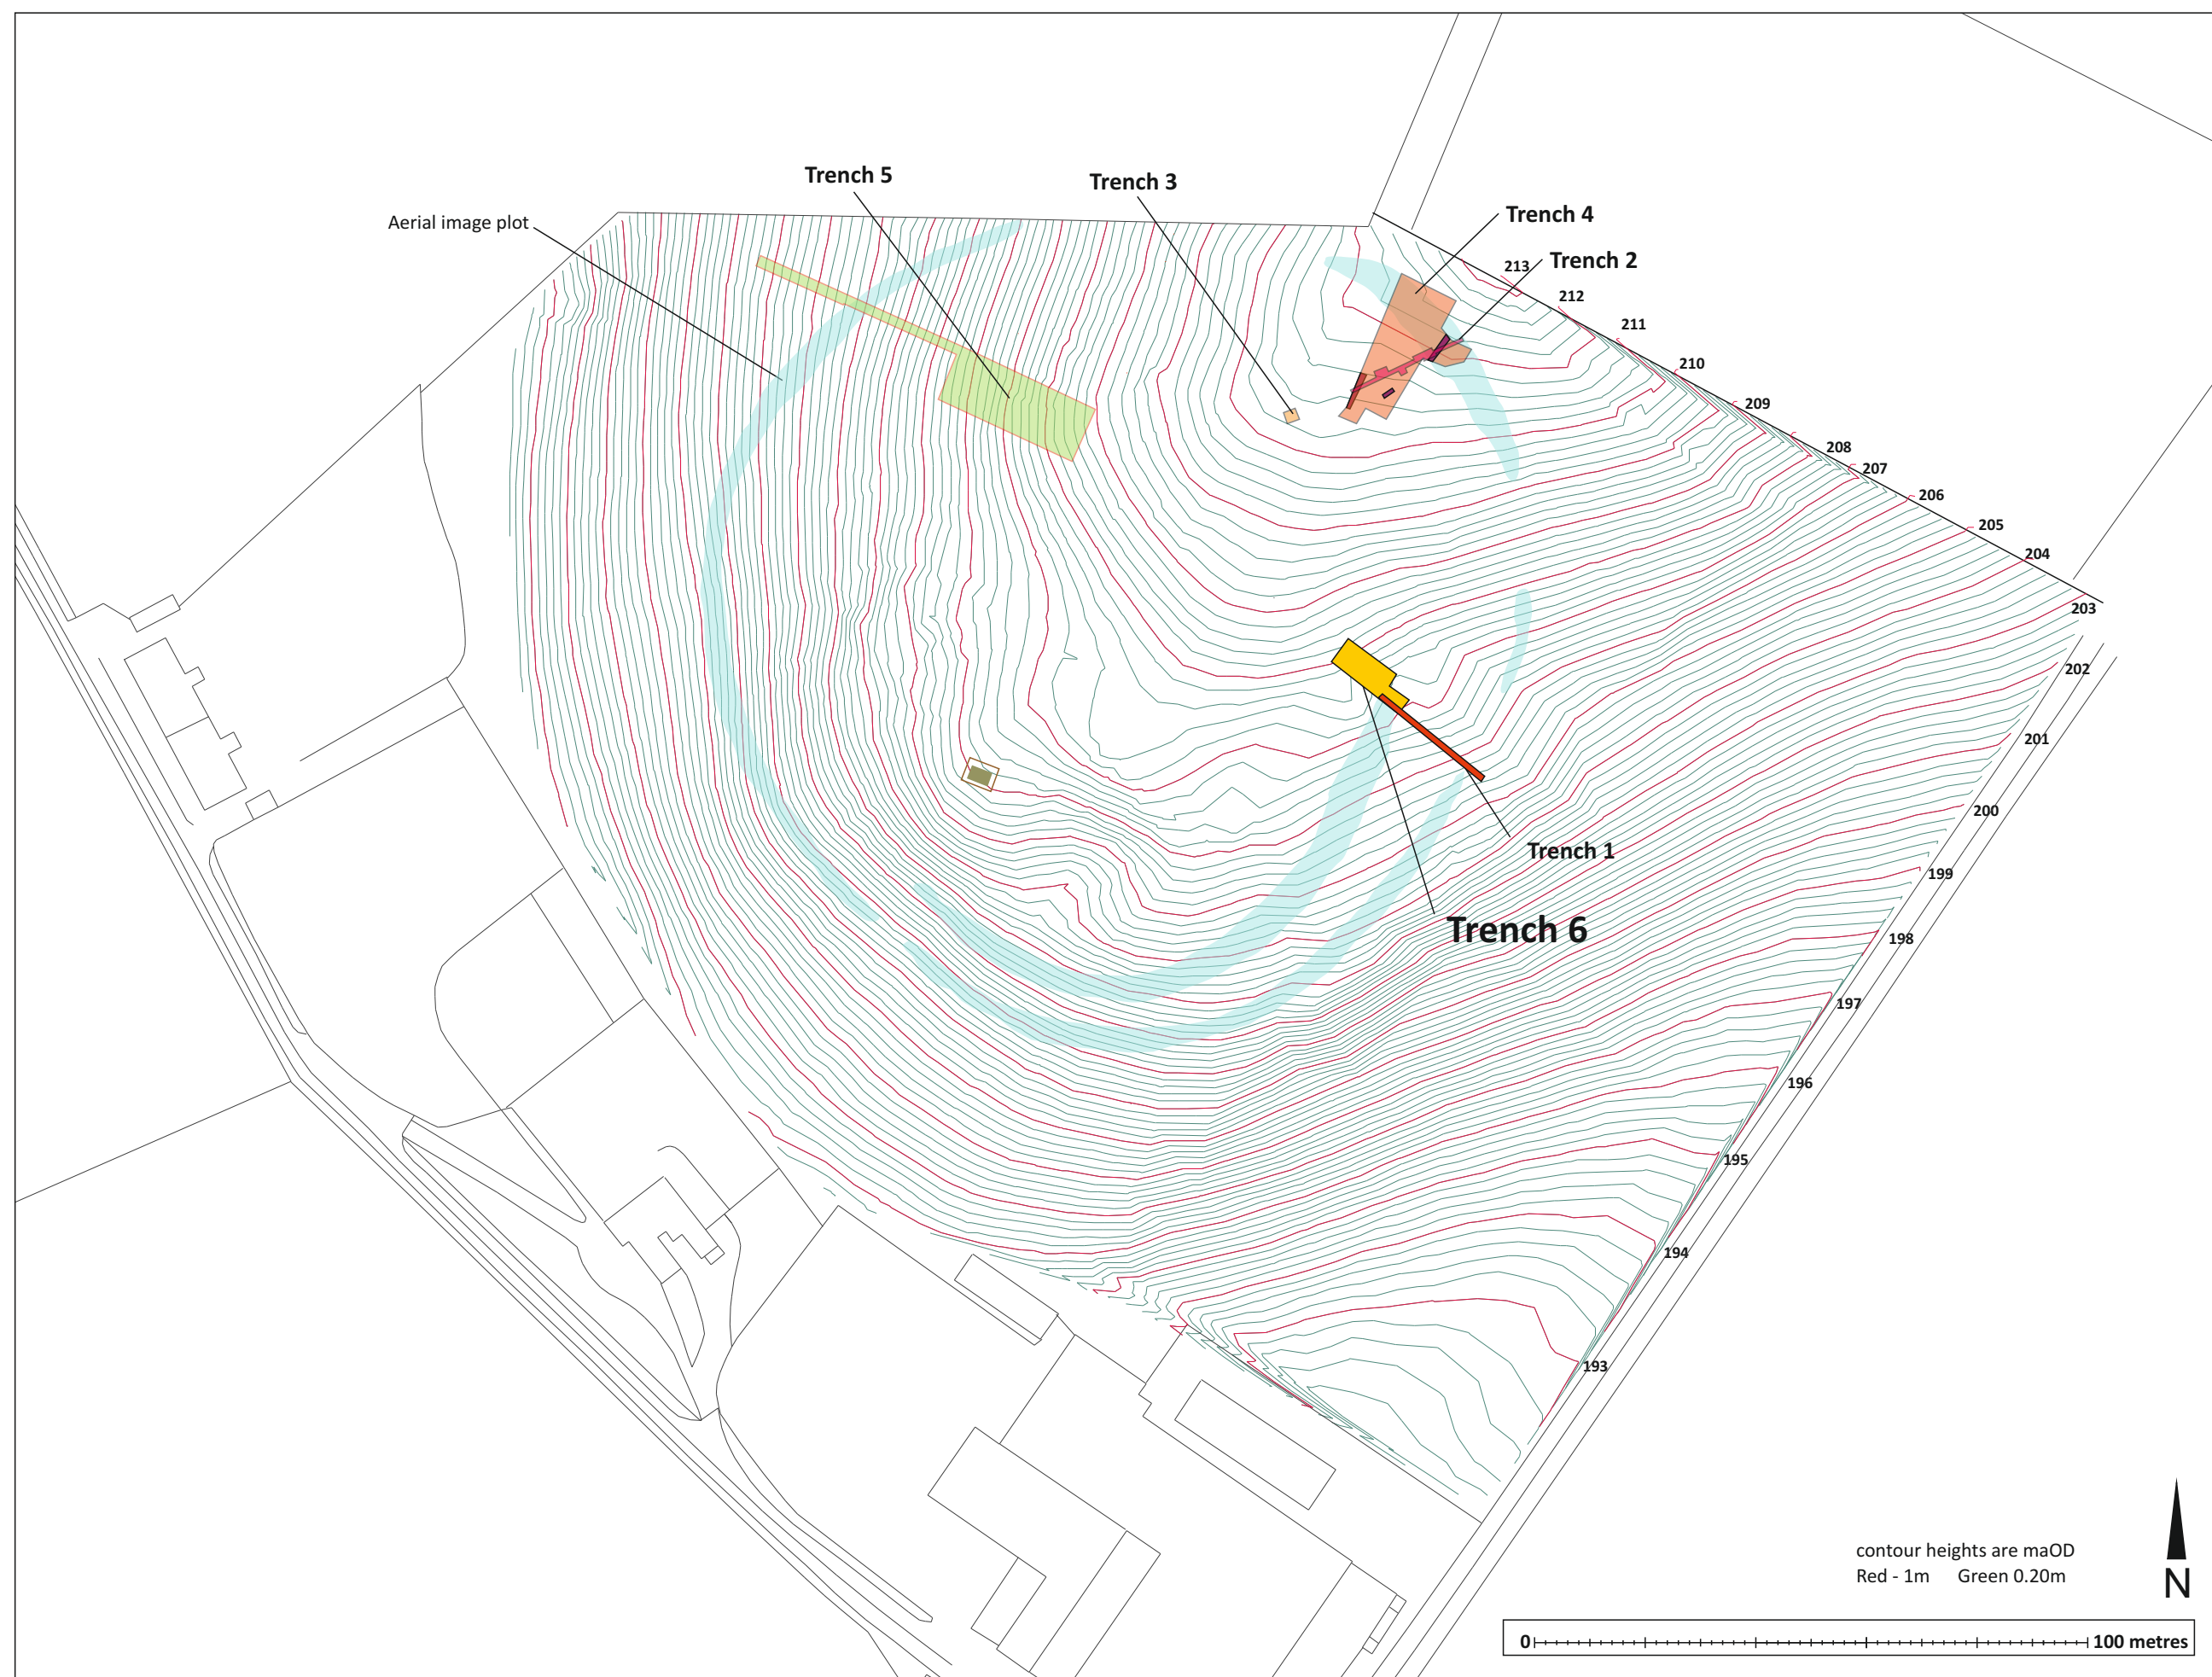 Trench 5
Trench 3
Aerial image plot
Trench 4
Trench 2
213
212
211
210
209
208
207
206
205
204
203
202
201
200
199
198
197
196
195
194
193
Trench 1
Trench 6
contour heights are maOD
Red - 1m Green 0.20m
N
0 100 metres